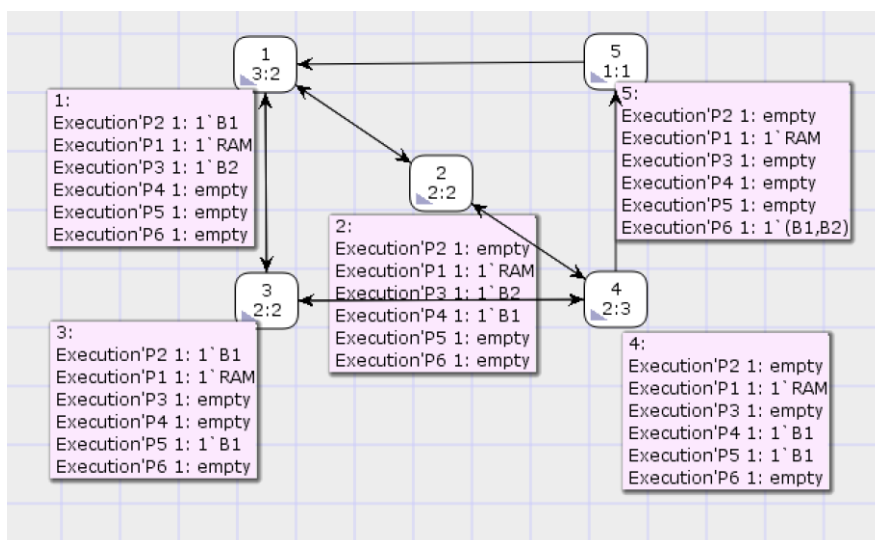 1
3:2
5
1:1
1:
Execution'P2 1: 1`B1
Execution'P1 1: 1`RAM
Execution'P3 1: 1`B2
Execution'P4 1: empty
Execution'P5 1: empty
Execution'P6 1: empty
5:
Execution'P2 1: empty
Execution'P1 1: 1`RAM
Execution'P3 1: empty
Execution'P4 1: empty
Execution'P5 1: empty
Execution'P6 1: 1`(B1,B2)
2
2:2
2:
Execution'P2 1: empty
Execution'P1 1: 1`RAM
Execution'P3 1: 1`B2
Execution'P4 1: 1`B1
Execution'P5 1: empty
Execution'P6 1: empty
3
2:2
4
2:3
3:
Execution'P2 1: 1`B1
Execution'P1 1: 1`RAM
Execution'P3 1: empty
Execution'P4 1: empty
Execution'P5 1: 1`B1
Execution'P6 1: empty
4:
Execution'P2 1: empty
Execution'P1 1: 1`RAM
Execution'P3 1: empty
Execution'P4 1: 1`B1
Execution'P5 1: 1`B1
Execution'P6 1: empty